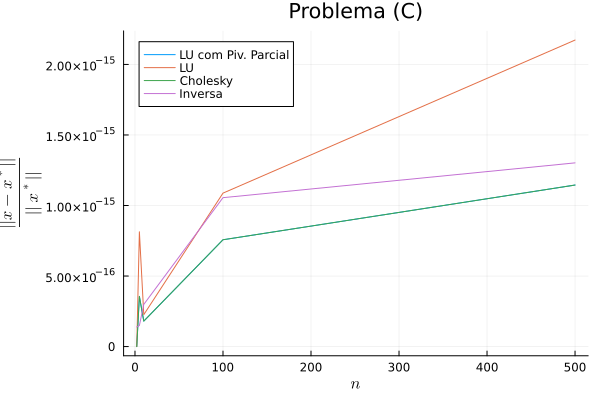 Problema (C)
LU com Piv. Parcial
LU
Cholesky
Inversa
2.00×10⁻¹⁵
1.50×10⁻¹⁵
1.00×10⁻¹⁵
5.00×10⁻¹⁶
0
||x − x*||
||x*||
0 100 200 300 400 500
n